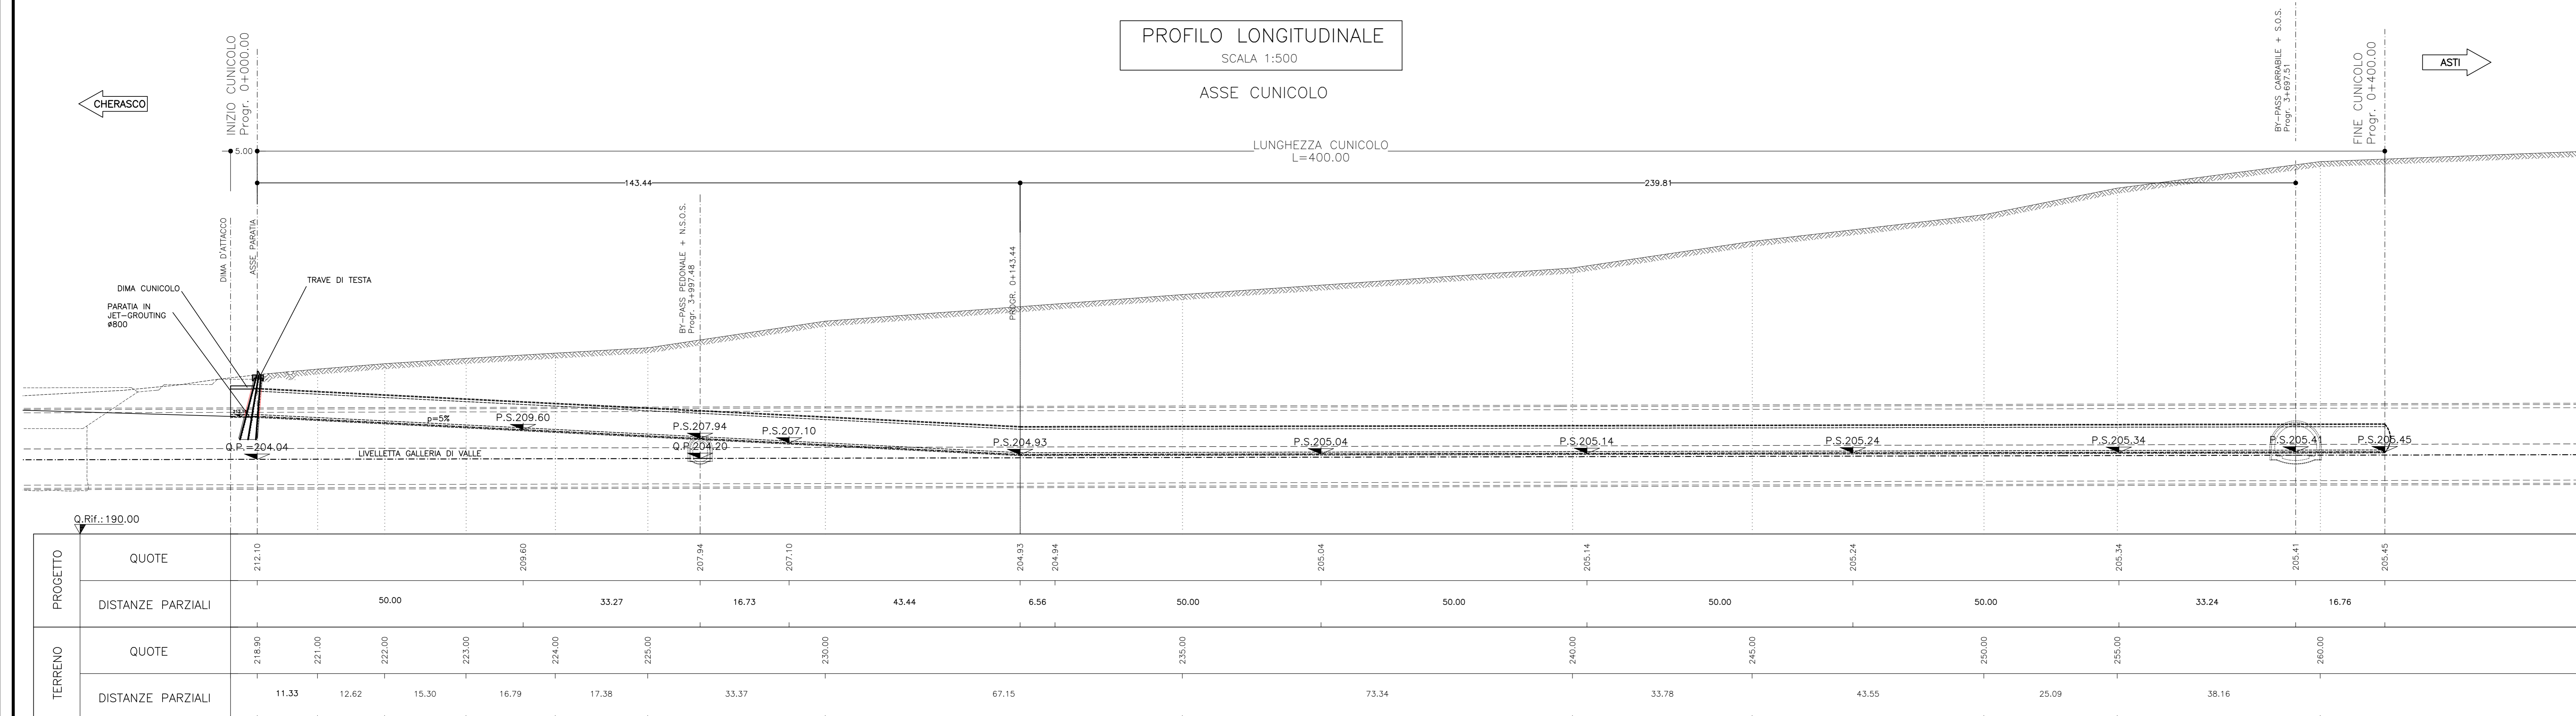 PROFILO LONGITUDINALE
SCALA 1:500
ASSE CUNICOLO
CHERASCO
ASTI
INIZIO CUNICOLO
Progr. 0+000.00
BY-PASS CARRABILE + S.O.S.
Progr. 3+697.51
FINE CUNICOLO
Progr. 0+400.00
5.00
LUNGHEZZA CUNICOLO
L=400.00
143.44
239.81
DIMA D'ATTACCO
ASSE PARATIA
BY-PASS PEDONALE + N.S.O.S.
Progr. 3+997.48
PROGR. 0+143.44
TRAVE DI TESTA
DIMA CUNICOLO
PARATIA IN
JET-GROUTING
ø800
p=5%
P.S.209.60
P.S.207.94
P.S.207.10
P.S.204.93
P.S.205.04
P.S.205.14
P.S.205.24
P.S.205.34
P.S.205.41
P.S.205.45
Q.P.=204.04
Q.P.204.20
LIVELLETTA GALLERIA DI VALLE
Q.Rif.:190.00
PROGETTO
QUOTE
212.10 209.60 207.94 207.10 204.93 204.94 205.04 205.14 205.24 205.34 205.41 205.45
DISTANZE PARZIALI
50.00 33.27 16.73 43.44 6.56 50.00 50.00 50.00 50.00 33.24 16.76
TERRENO
QUOTE
218.90 221.00 222.00 223.00 224.00 225.00 230.00 235.00 240.00 245.00 250.00 255.00 260.00
DISTANZE PARZIALI
11.33 12.62 15.30 16.79 17.38 33.37 67.15 73.34 33.78 43.55 25.09 38.16